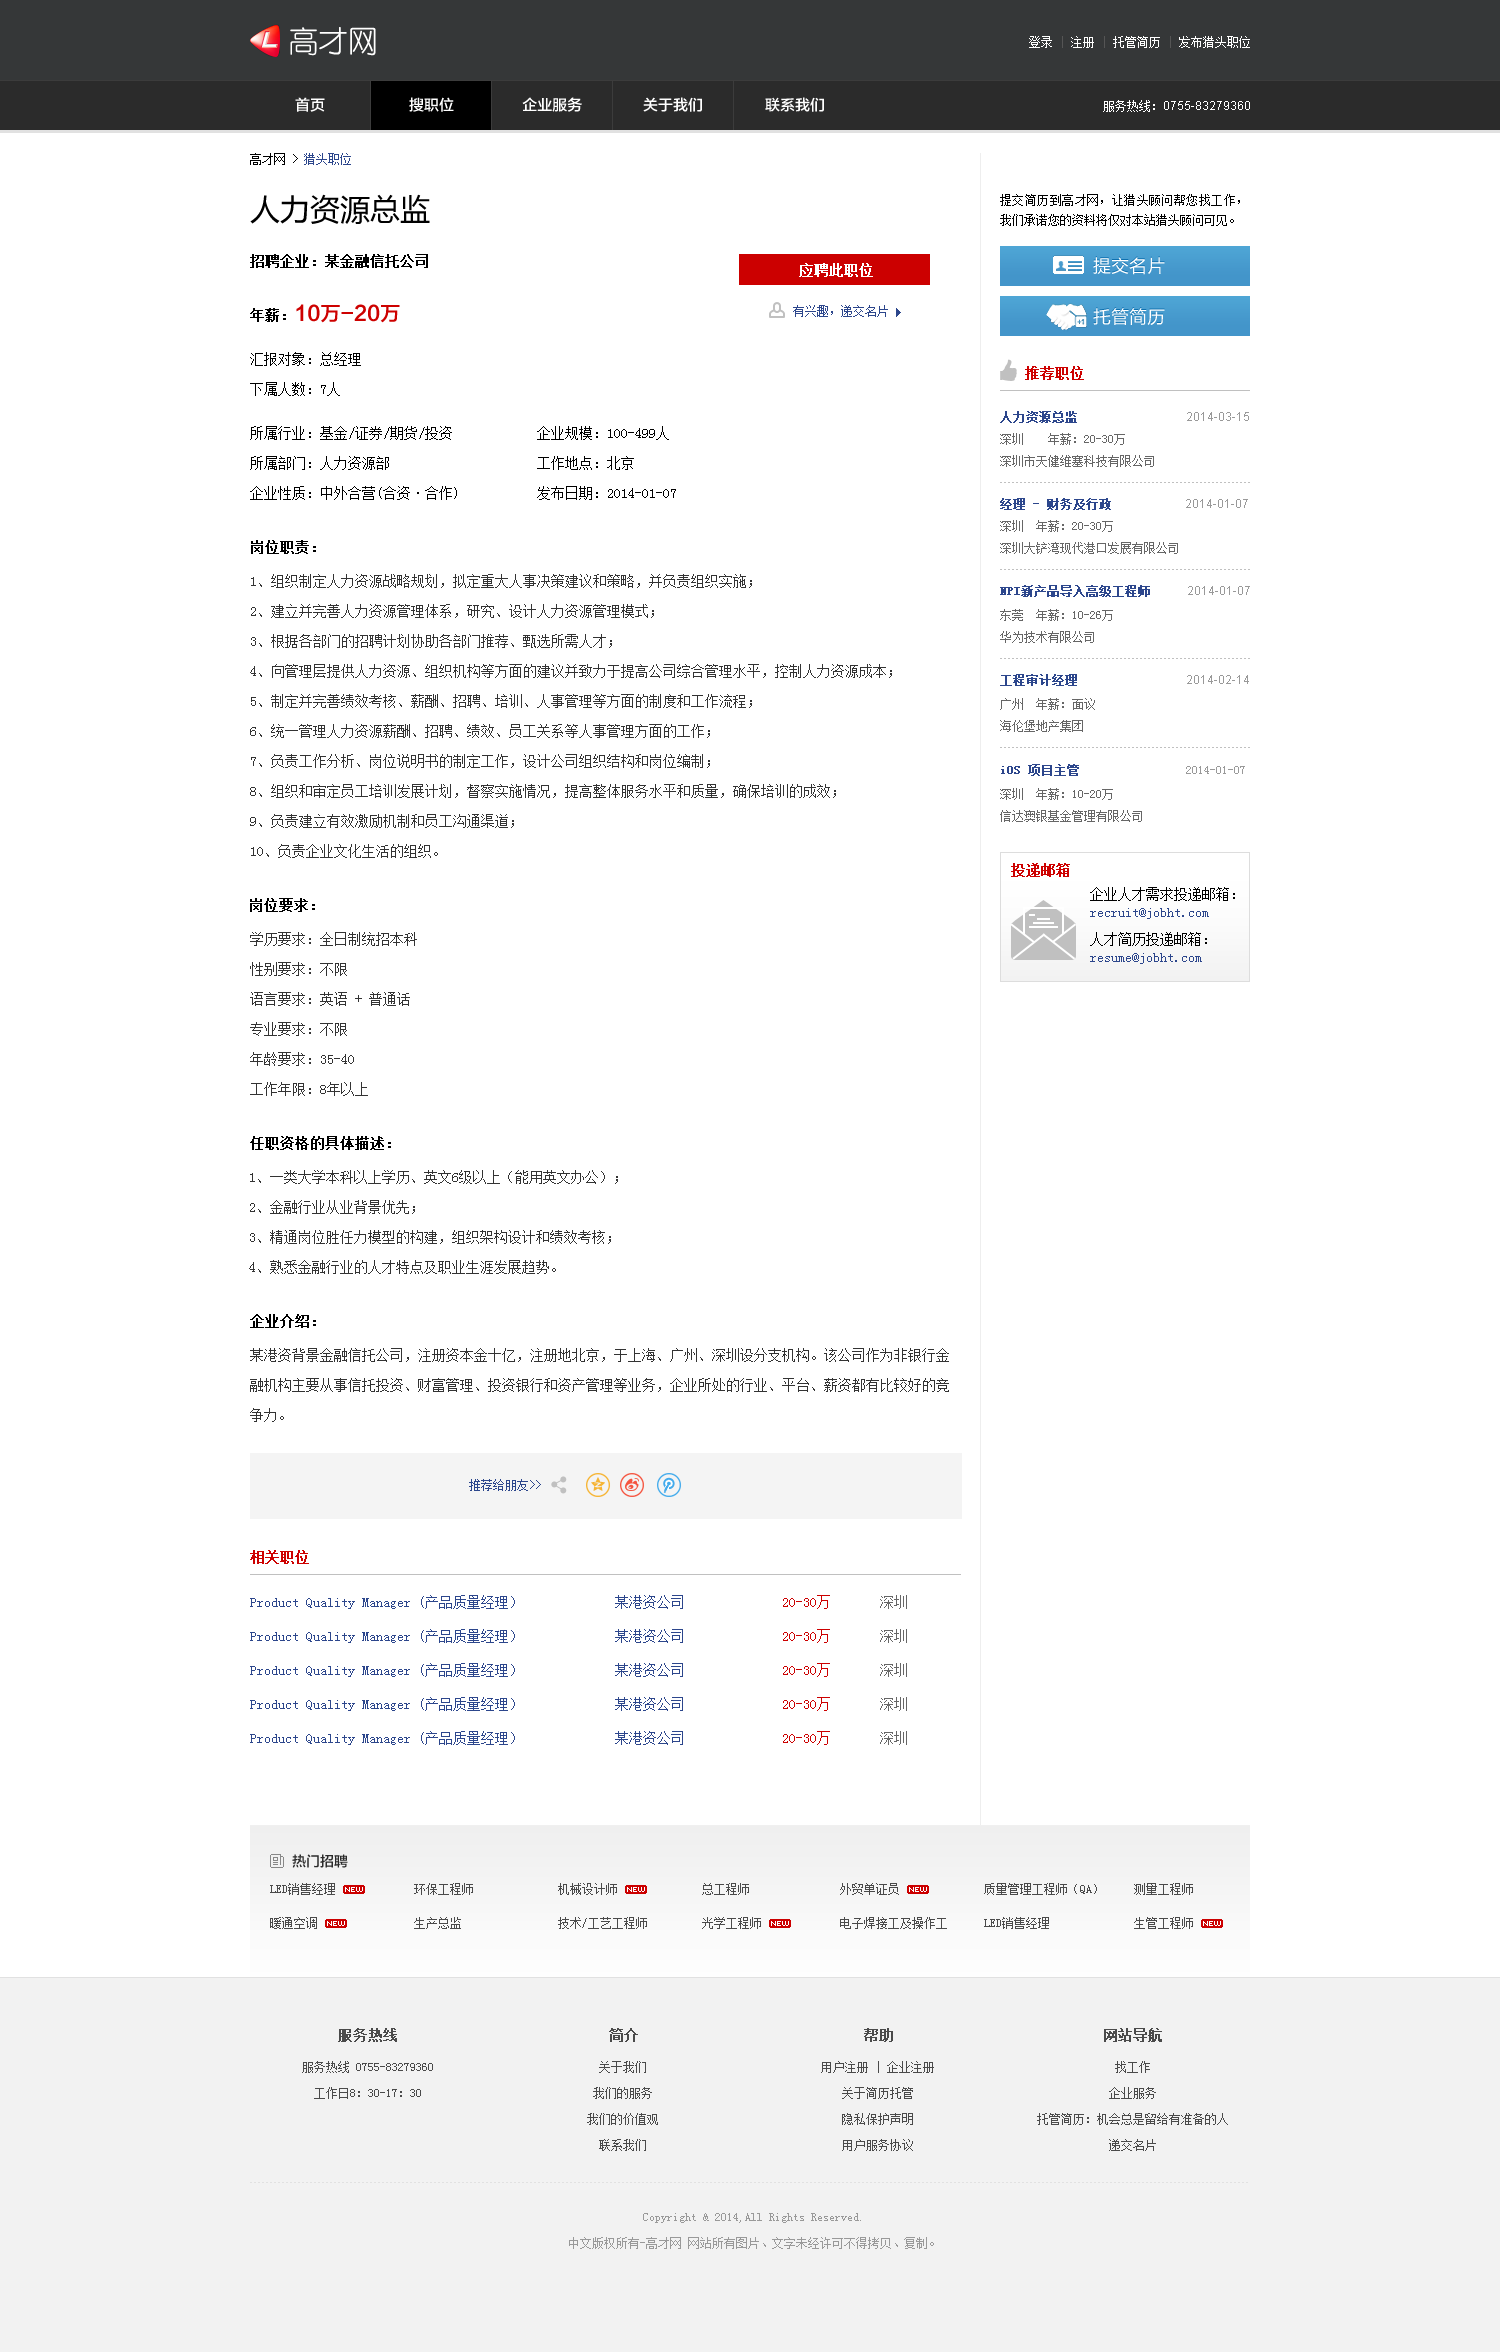 高才网
登录 | 注册 | 托管简历 | 发布猎头职位
首页 搜职位 企业服务 关于我们 联系我们
服务热线：0755-83279360
高才网 > 猎头职位
人力资源总监
招聘企业：某金融信托公司
应聘此职位
年薪：10万-20万
有兴趣，递交名片
汇报对象：总经理
下属人数：7人
所属行业：基金/证券/期货/投资 企业规模：100-499人
所属部门：人力资源部 工作地点：北京
企业性质：中外合营(合资·合作) 发布日期：2014-01-07
岗位职责：
1、组织制定人力资源战略规划，拟定重大人事决策建议和策略，并负责组织实施；
2、建立并完善人力资源管理体系，研究、设计人力资源管理模式；
3、根据各部门的招聘计划协助各部门推荐、甄选所需人才；
4、向管理层提供人力资源、组织机构等方面的建议并致力于提高公司综合管理水平，控制人力资源成本；
5、制定并完善绩效考核、薪酬、招聘、培训、人事管理等方面的制度和工作流程；
6、统一管理人力资源薪酬、招聘、绩效、员工关系等人事管理方面的工作；
7、负责工作分析、岗位说明书的制定工作，设计公司组织结构和岗位编制；
8、组织和审定员工培训发展计划，督察实施情况，提高整体服务水平和质量，确保培训的成效；
9、负责建立有效激励机制和员工沟通渠道；
10、负责企业文化生活的组织。
岗位要求：
学历要求：全日制统招本科
性别要求：不限
语言要求：英语 + 普通话
专业要求：不限
年龄要求：35-40
工作年限：8年以上
任职资格的具体描述：
1、一类大学本科以上学历、英文6级以上（能用英文办公）；
2、金融行业从业背景优先；
3、精通岗位胜任力模型的构建，组织架构设计和绩效考核；
4、熟悉金融行业的人才特点及职业生涯发展趋势。
企业介绍：
某港资背景金融信托公司，注册资本金十亿，注册地北京，于上海、广州、深圳设分支机构。该公司作为非银行金
融机构主要从事信托投资、财富管理、投资银行和资产管理等业务，企业所处的行业、平台、薪资都有比较好的竞
争力。
推荐给朋友>>
相关职位
Product Quality Manager (产品质量经理） 某港资公司 20-30万 深圳
Product Quality Manager (产品质量经理） 某港资公司 20-30万 深圳
Product Quality Manager (产品质量经理） 某港资公司 20-30万 深圳
Product Quality Manager (产品质量经理） 某港资公司 20-30万 深圳
Product Quality Manager (产品质量经理） 某港资公司 20-30万 深圳
提交简历到高才网，让猎头顾问帮您找工作，
我们承诺您的资料将仅对本站猎头顾问可见。
提交名片
+1 托管简历
推荐职位
人力资源总监 2014-03-15
深圳 年薪：20-30万
深圳市天健维塞科技有限公司
经理 - 财务及行政 2014-01-07
深圳 年薪：20-30万
深圳大铲湾现代港口发展有限公司
NPI新产品导入高级工程师 2014-01-07
东莞 年薪：10-26万
华为技术有限公司
工程审计经理 2014-02-14
广州 年薪：面议
海伦堡地产集团
iOS 项目主管 2014-01-07
深圳 年薪：10-20万
信达澳银基金管理有限公司
投递邮箱
企业人才需求投递邮箱：
recruit@jobht.com
人才简历投递邮箱：
resume@jobht.com
热门招聘
LED销售经理 NEW 环保工程师 机械设计师 NEW 总工程师 外贸单证员 NEW 质量管理工程师（QA） 测量工程师
暖通空调 NEW 生产总监 技术/工艺工程师 光学工程师 NEW 电子焊接工及操作工 LED销售经理 生管工程师 NEW
服务热线 简介 帮助 网站导航
服务热线 0755-83279360 关于我们 用户注册 | 企业注册 找工作
工作日8：30-17：30 我们的服务 关于简历托管 企业服务
我们的价值观 隐私保护声明 托管简历：机会总是留给有准备的人
联系我们 用户服务协议 递交名片
Copyright & 2014,All Rights Reserved.
中文版权所有-高才网 网站所有图片、文字未经许可不得拷贝、复制。